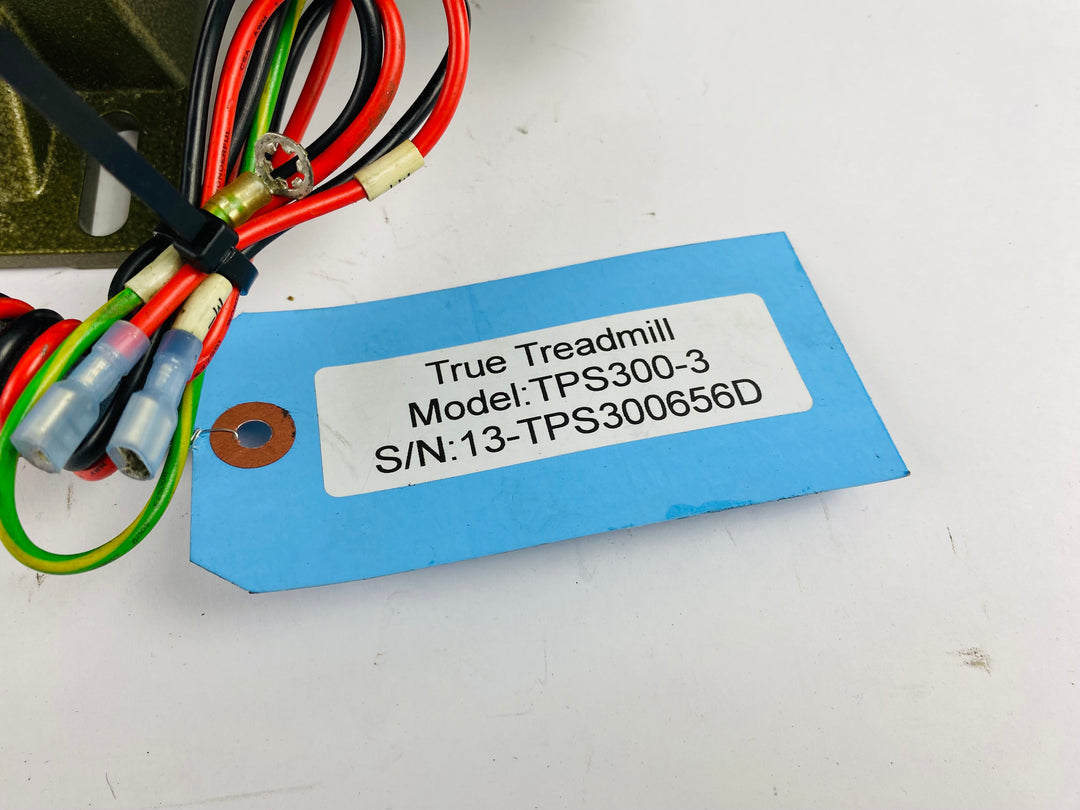 True Treadmill
Model:TPS300-3
S/N:13-TPS300656D